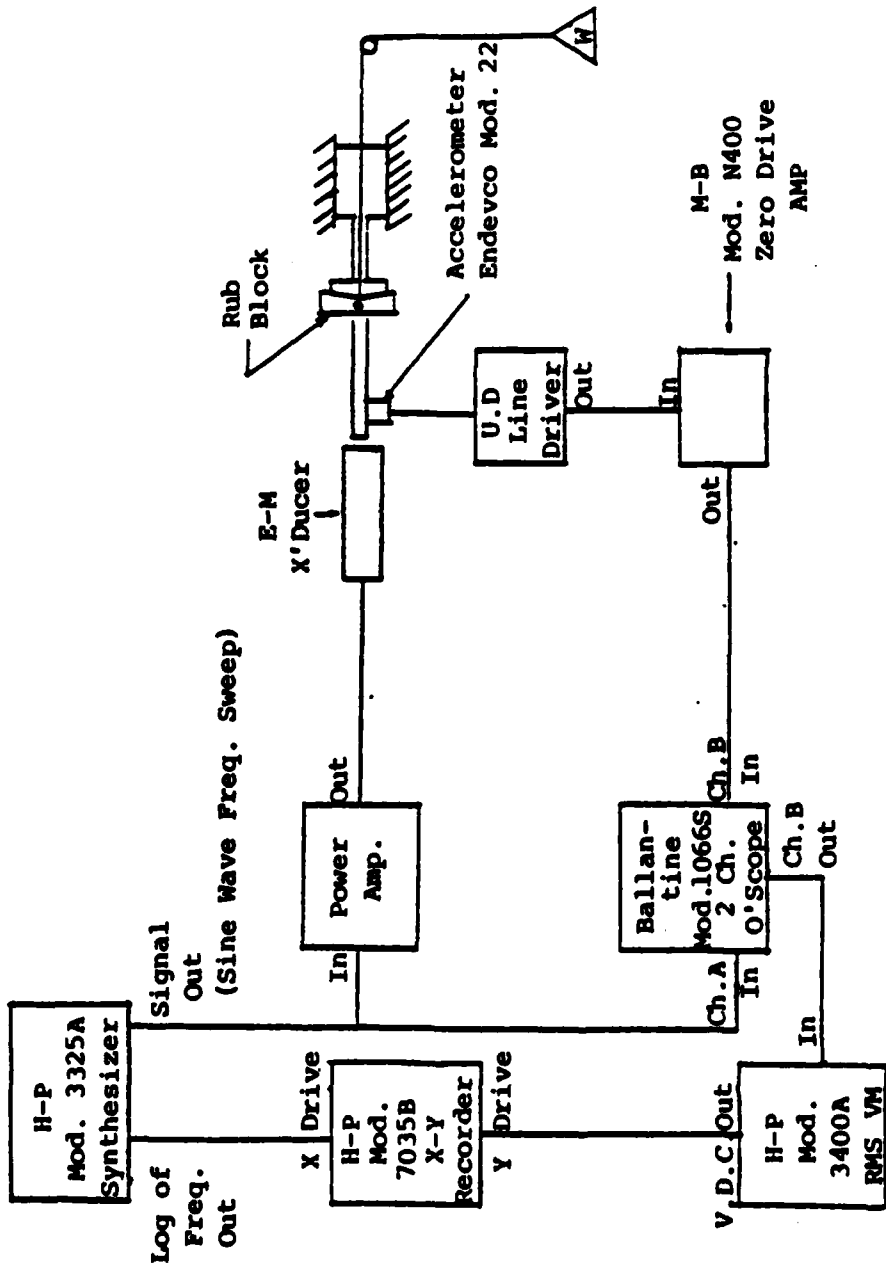 H-P
Mod. 3325A
Synthesizer
Signal
Out
(Sine Wave Freq. Sweep)
Log of
Freq.
Out
X Drive
H-P
Mod.
7035B
X-Y
Recorder
Y Drive
V D.C. Out
H-P
Mod.
3400A
RMS VM
In
In
Power
Amp.
Out
Ch.A
In
Ballan-
tine
Mod.1066S
2 Ch.
O'Scope
Ch.B
In
Ch.B
Out
E-M
X'Ducer
Rub
Block
Accelerometer
Endevco Mod. 22
U.D
Line
Driver
Out
In
Out
M-B
Mod. N400
Zero Drive
AMP
W